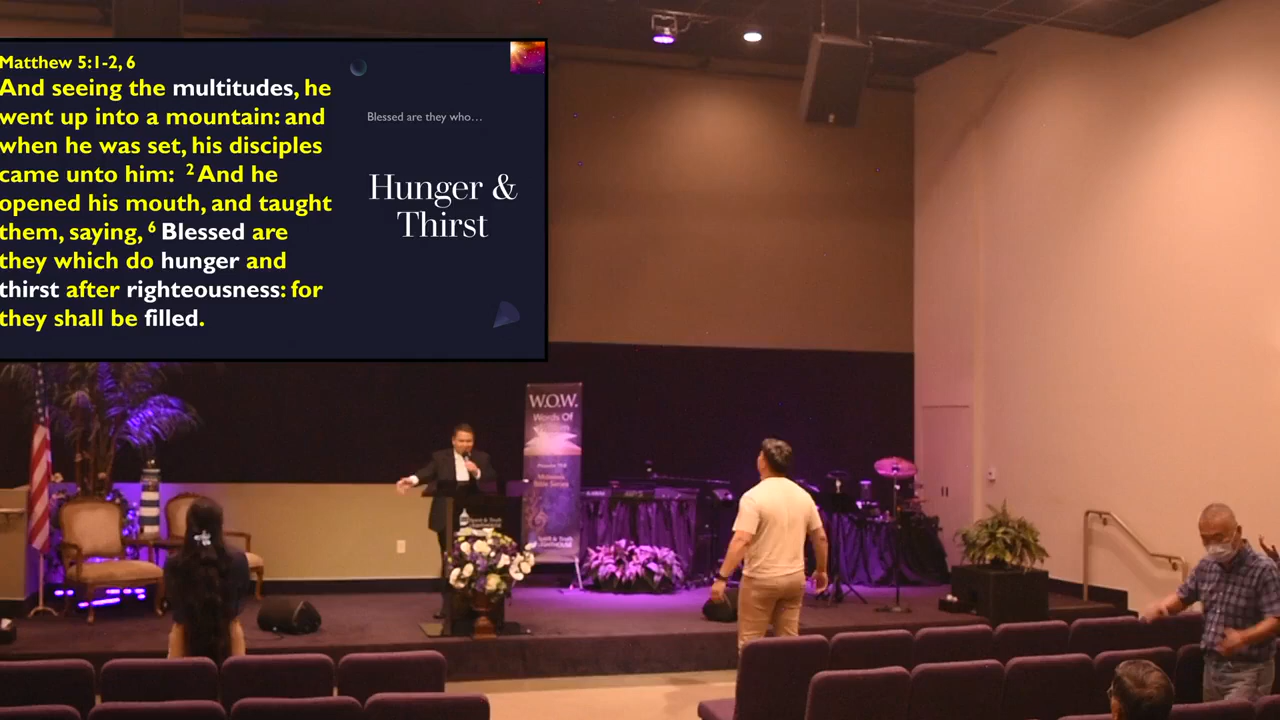 Matthew 5:1-2, 6
And seeing the multitudes, he
went up into a mountain: and
when he was set, his disciples
came unto him: ² And he
opened his mouth, and taught
them, saying, ⁶ Blessed are
they which do hunger and
thirst after righteousness: for
they shall be filled.
Blessed are they who…
Hunger &
Thirst
W.O.W.
Words Of
Spirit & Truth